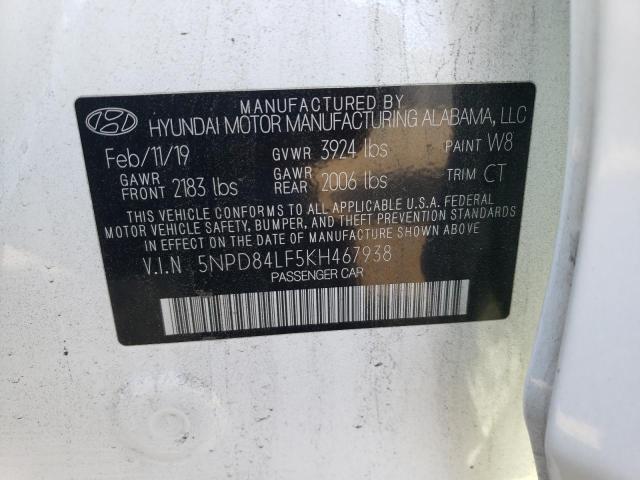 MANUFACTURED BY
HYUNDAI MOTOR MANUFACTURING ALABAMA, LLC
Feb/11/19 GVWR 3924 lbs PAINT W8
GAWR FRONT 2183 lbs GAWR REAR 2006 lbs TRIM CT
THIS VEHICLE CONFORMS TO ALL APPLICABLE U.S.A. FEDERAL
MOTOR VEHICLE SAFETY, BUMPER, AND THEFT PREVENTION STANDARDS
IN EFFECT ON THE DATE OF MANUFACTURE SHOWN ABOVE.
V.I.N 5NPD84LF5KH467938
PASSENGER CAR